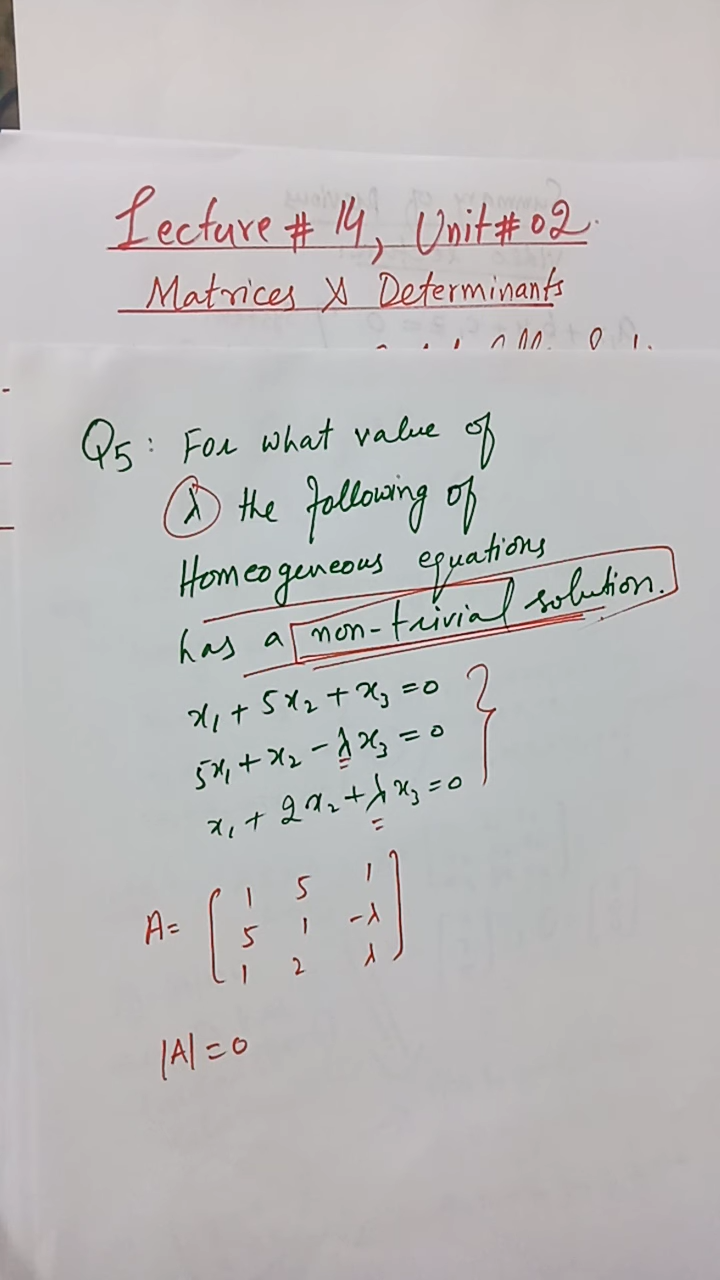 Lecture # 14, Unit # 02.
Matrices & Determinants
Q5: For what value of
λ the following of
Homeogeneous equations
has a non-trivial solution.
x₁ + 5x₂ + x₃ = 0
5x₁ + x₂ - λx₃ = 0
x₁ + 2x₂ + λx₃ = 0
A = [ 1 5 1
5 1 -λ
1 2 λ ]
|A| = 0